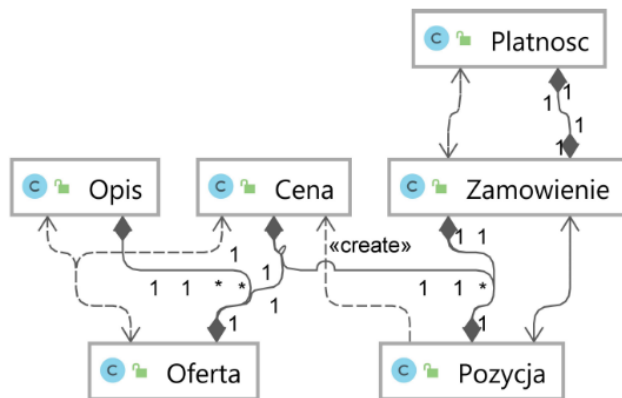 C Platnosc
1
1
1
1
C Opis
C Cena
C Zamowienie
1
«create»
1 1
1 1 * *
1
1
1 1 *
1
1
C Oferta
C Pozycja